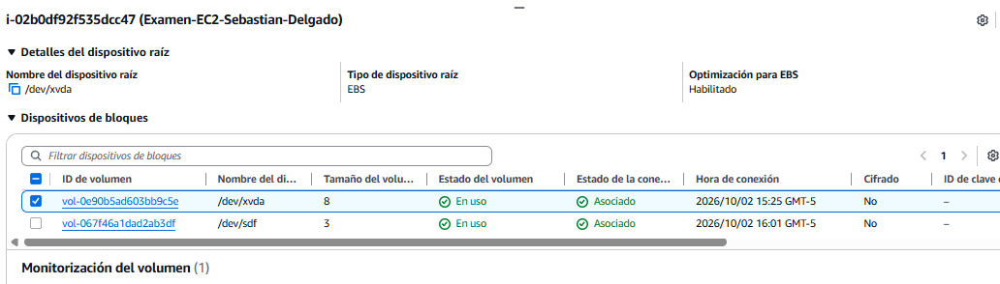 i-02b0df92f535dcc47 (Examen-EC2-Sebastian-Delgado)
Detalles del dispositivo raíz
Nombre del dispositivo raíz Tipo de dispositivo raíz Optimización para EBS
/dev/xvda EBS Habilitado
Dispositivos de bloques
Filtrar dispositivos de bloques 1
ID de volumen Nombre del di... Tamaño del volu... Estado del volumen Estado de la cone... Hora de conexión Cifrado ID de clave
vol-0e90b5ad603bb9c5e /dev/xvda 8 En uso Asociado 2026/10/02 15:25 GMT-5 No –
vol-067f46a1dad2ab3df /dev/sdf 3 En uso Asociado 2026/10/02 16:01 GMT-5 No –
Monitorización del volumen (1)